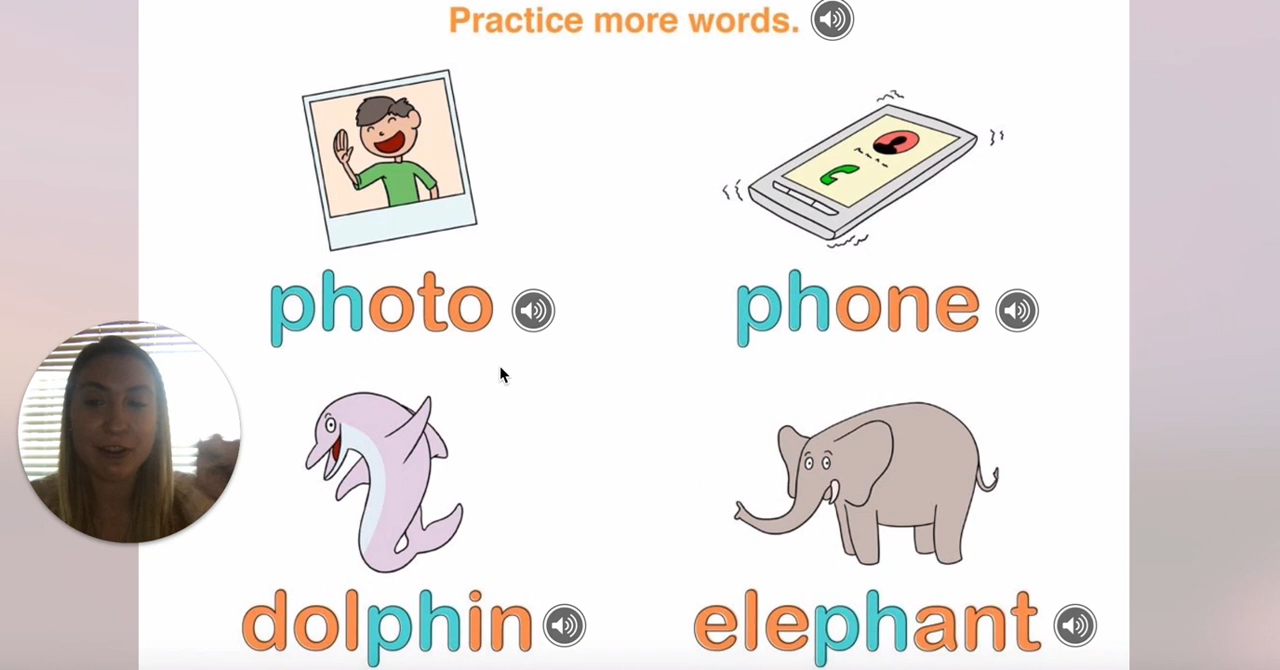 Practice more words.
photo
phone
dolphin
elephant